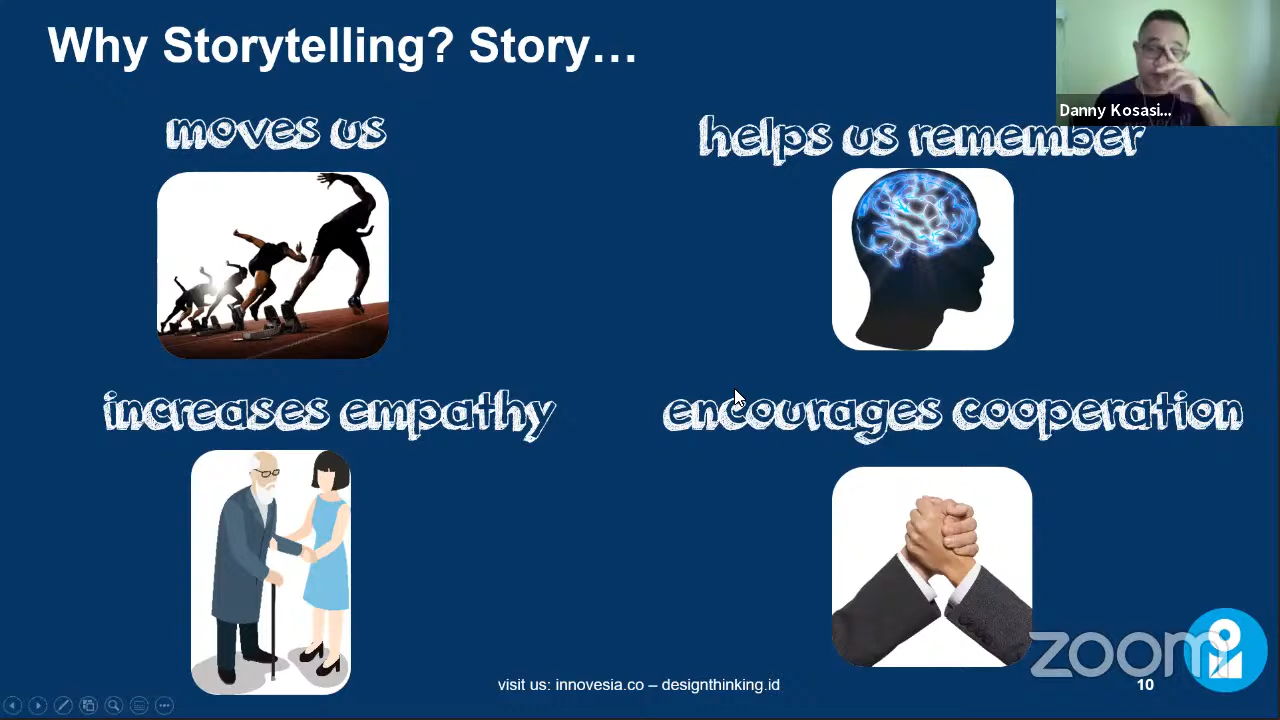 Why Storytelling? Story…
Danny Kosasi...
moves us
helps us remember
increases empathy
encourages cooperation
zoom
visit us: innovesia.co – designthinking.id
10